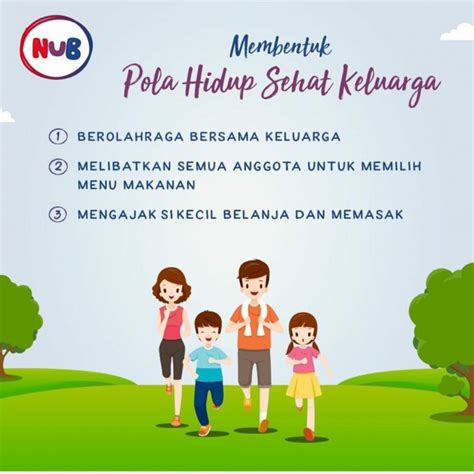 NUB
Membentuk
Pola Hidup Sehat Keluarga
1 BEROLAHRAGA BERSAMA KELUARGA
2 MELIBATKAN SEMUA ANGGOTA UNTUK MEMILIH
MENU MAKANAN
3 MENGAJAK SI KECIL BELANJA DAN MEMASAK